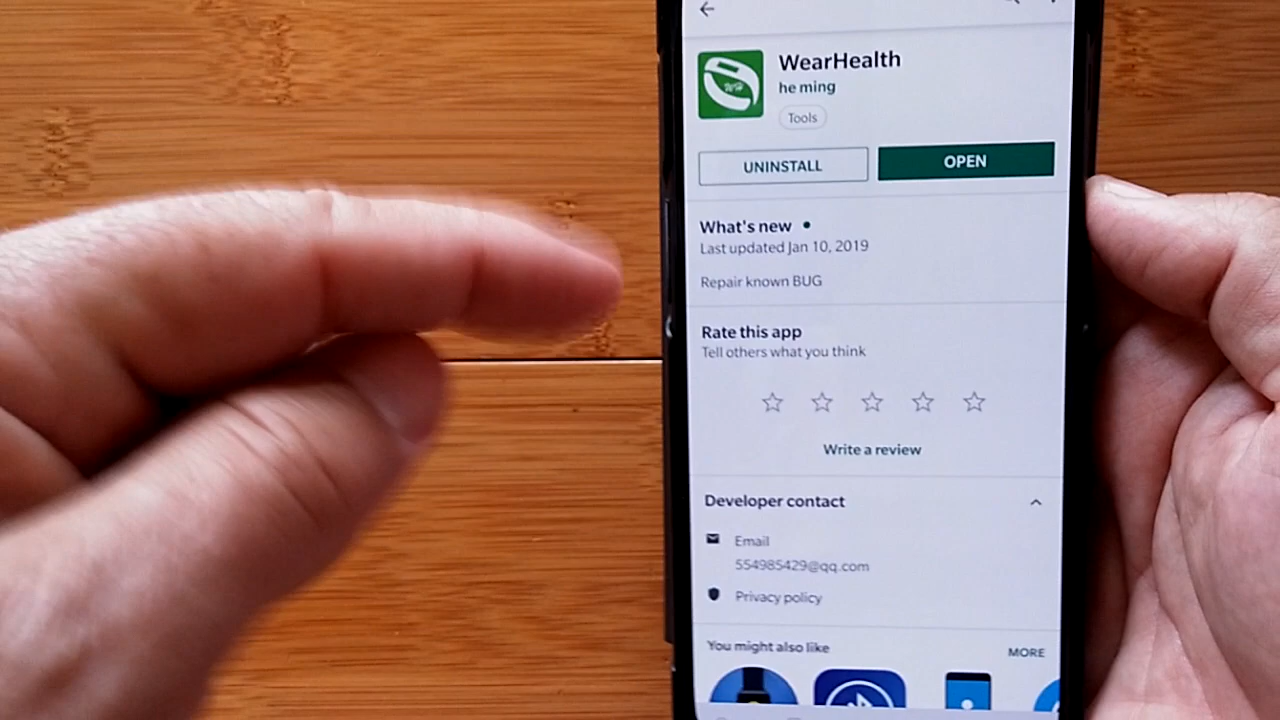 WearHealth
he ming
Tools
UNINSTALL
OPEN
What's new
Last updated Jan 10, 2019
Repair known BUG
Rate this app
Tell others what you think
Write a review
Developer contact
Email
554985429@qq.com
Privacy policy
You might also like
MORE